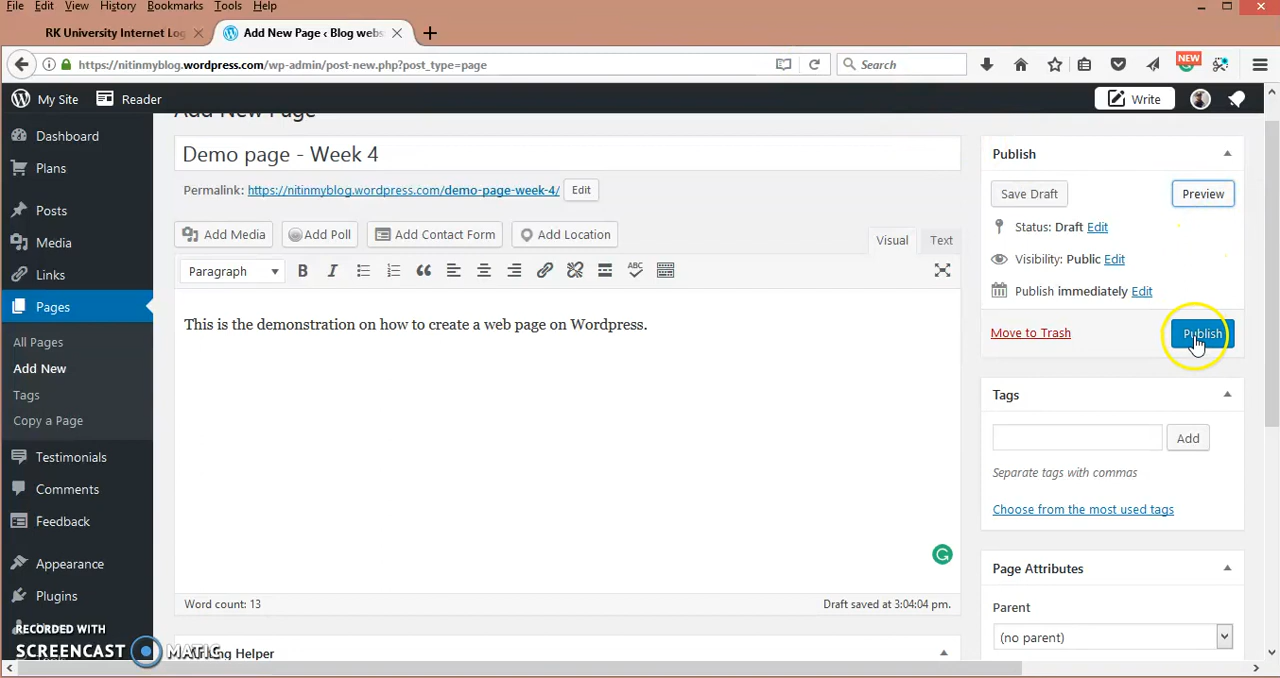 File Edit View History Bookmarks Tools Help
RK University Internet Log
Add New Page ‹ Blog webs
https://nitinmyblog.wordpress.com/wp-admin/post-new.php?post_type=page
Search
NEW
My Site Reader Write
Add New Page
Dashboard
Plans
Posts
Media
Links
Pages
All Pages
Add New
Tags
Copy a Page
Testimonials
Comments
Feedback
Appearance
Plugins
Demo page - Week 4
Permalink: https://nitinmyblog.wordpress.com/demo-page-week-4/ Edit
Add Media Add Poll Add Contact Form Add Location
Visual Text
Paragraph B I ABC
This is the demonstration on how to create a web page on Wordpress.
Word count: 13 Draft saved at 3:04:04 pm.
Helper
Publish
Save Draft Preview
Status: Draft Edit
Visibility: Public Edit
Publish immediately Edit
Move to Trash Publish
Tags
Add
Separate tags with commas
Choose from the most used tags
Page Attributes
Parent
(no parent)
RECORDED WITH
SCREENCAST MATIC